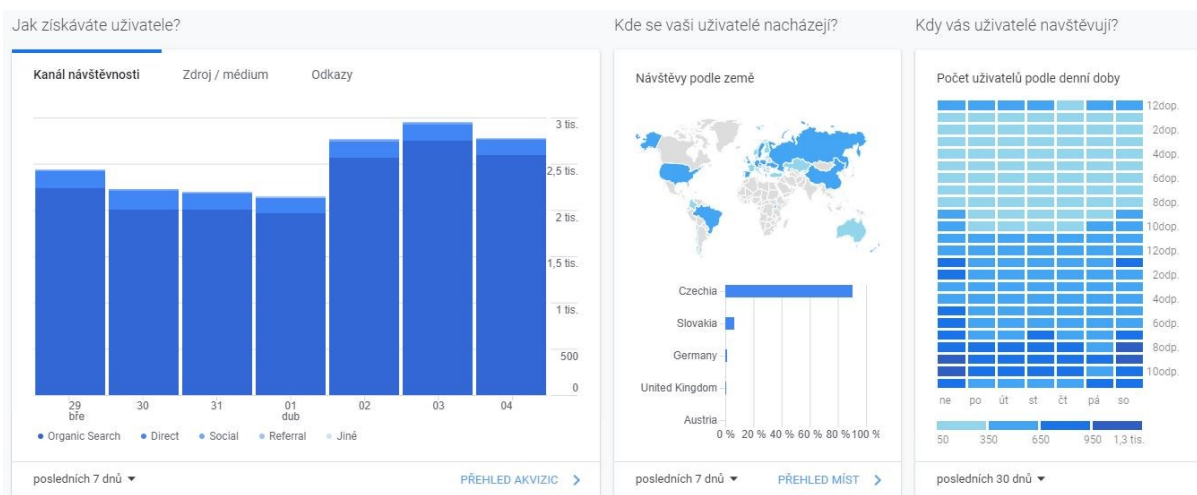 Jak získáváte uživatele?
Kanál návštěvnosti
Zdroj / médium
Odkazy
3 tis.
2,5 tis.
2 tis.
1,5 tis.
1 tis.
500
0
29
bře
30
31
01
dub
02
03
04
Organic Search
Direct
Social
Referral
Jiné
posledních 7 dnů
PŘEHLED AKVIZIC
Kde se vaši uživatelé nacházejí?
Návštěvy podle země
Czechia
Slovakia
Germany
United Kingdom
Austria
0 % 20 % 40 % 60 % 80 % 100 %
posledních 7 dnů
PŘEHLED MÍST
Kdy vás uživatelé navštěvují?
Počet uživatelů podle denní doby
12dop.
2dop.
4dop.
6dop.
8dop.
10dop.
12odp.
2odp.
4odp.
6odp.
8odp.
10odp.
ne po út st čt pá so
50 350 650 950 1,3 tis.
posledních 30 dnů